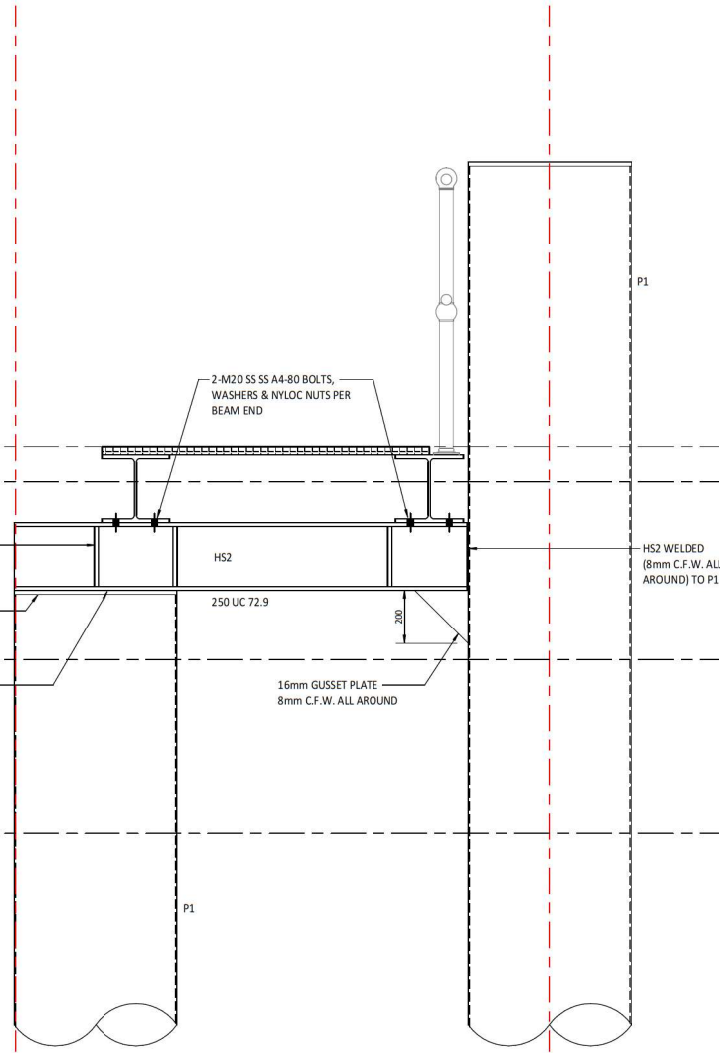 P1
2-M20 SS SS A4-80 BOLTS,
WASHERS & NYLOC NUTS PER
BEAM END
HS2
HS2 WELDED
(8mm C.F.W. ALL
AROUND) TO P1
250 UC 72.9
200
16mm GUSSET PLATE
8mm C.F.W. ALL AROUND
P1